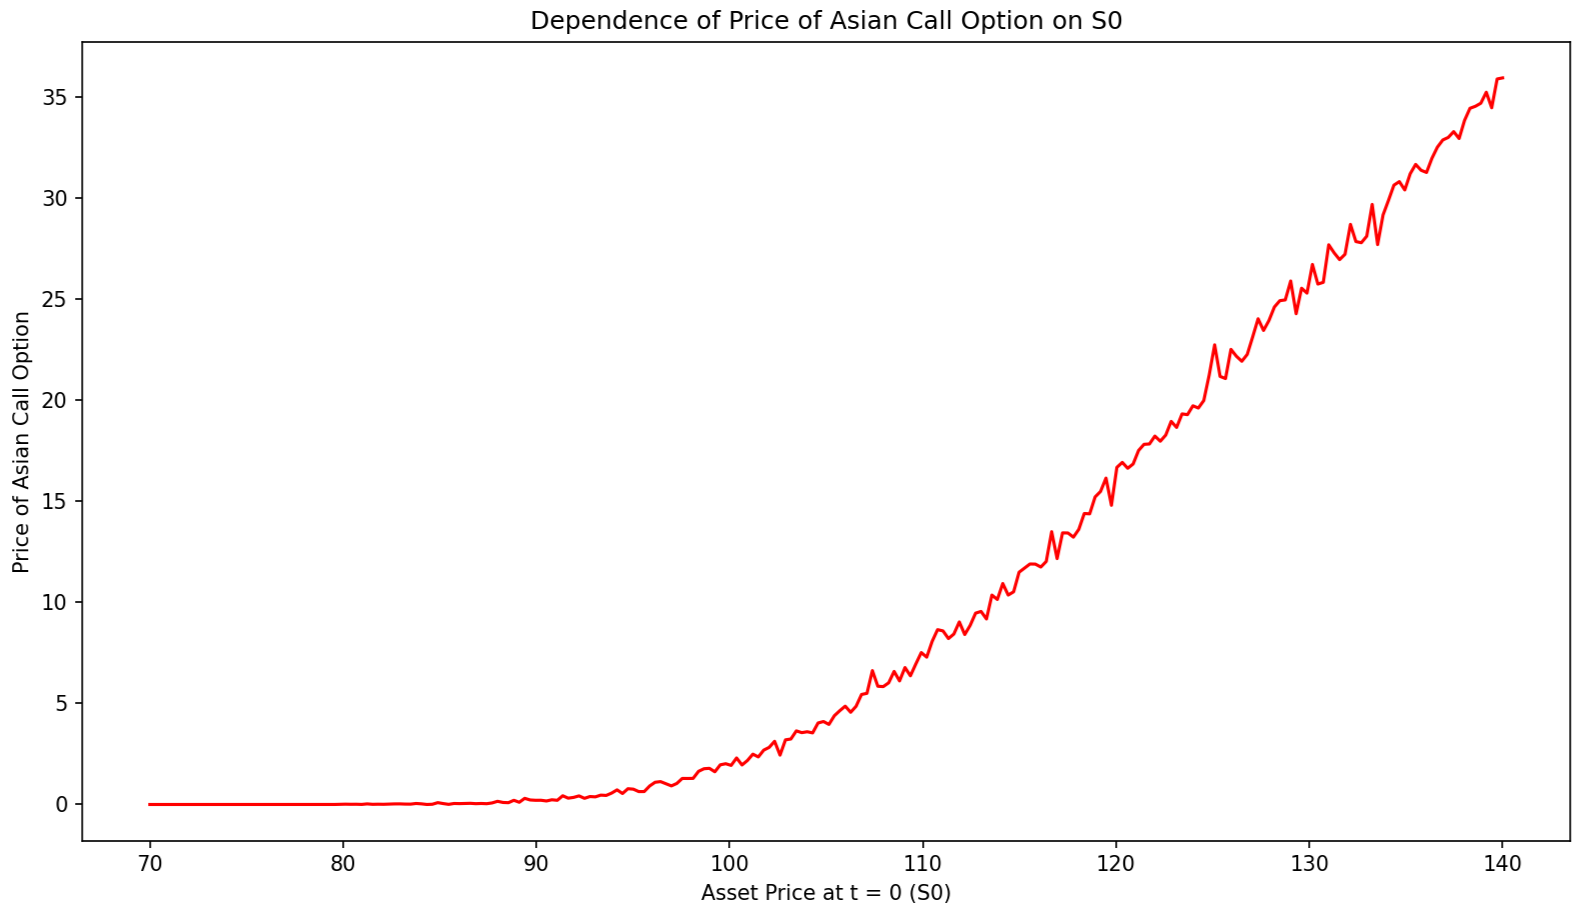 Dependence of Price of Asian Call Option on S0
Price of Asian Call Option
35
30
25
20
15
10
5
0
70 80 90 100 110 120 130 140
Asset Price at t = 0 (S0)